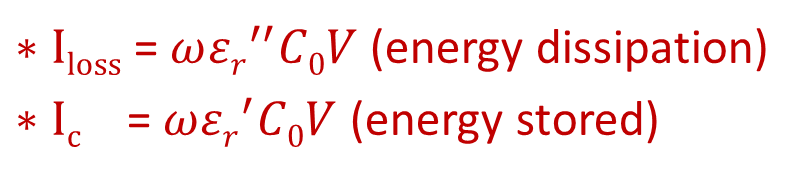 * I_loss = ωε_r''C_0V (energy dissipation)
* I_c = ωε_r'C_0V (energy stored)